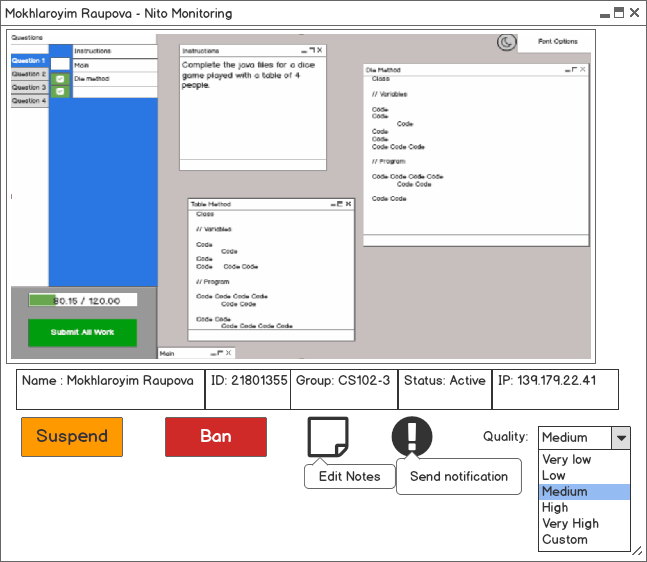 Mokhlaroyim Raupova - Nito Monitoring
Questions
Question 1
Question 2
Question 3
Question 4
Instructions
Main
Die method
Instructions
Complete the java files for a dice
game played with a table of 4
people.
Font Options
Die Method
Class
// Variables
Code
Code
Code
Code
Code
Code Code Code
// Program
Code Code Code Code
Code Code
Code Code
Table Method
Class
// Variables
Code
Code
Code
Code Code Code
// Program
Code Code Code Code
Code Code
Code Code
Code Code Code Code
80.15 / 120.00
Submit All Work
Main
Name : Mokhlaroyim Raupova
ID: 21801355
Group: CS102-3
Status: Active
IP: 139.179.22.41
Suspend
Ban
Edit Notes
Send notification
Quality:
Medium
Very low
Low
Medium
High
Very High
Custom